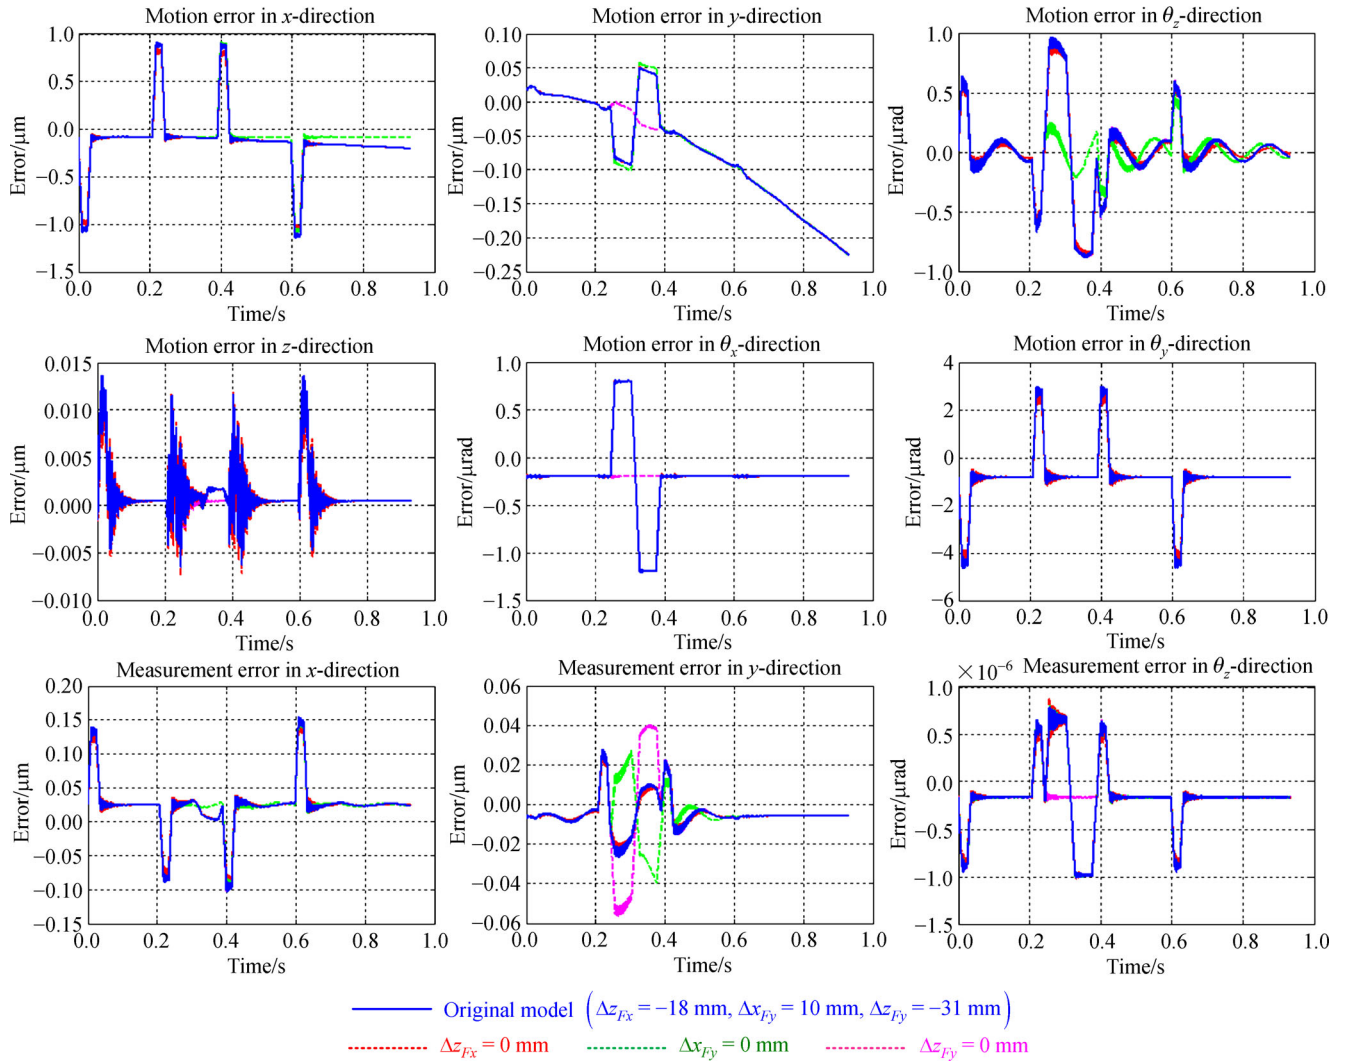 Motion error in x-direction
Error/μm
1.0
0.5
−0.0
−0.5
−1.0
−1.5
0.0 0.2 0.4 0.6 0.8 1.0
Time/s
Motion error in y-direction
Error/μm
0.10
0.05
0.00
−0.05
−0.10
−0.15
−0.20
−0.25
0.0 0.2 0.4 0.6 0.8 1.0
Time/s
Motion error in θz-direction
Error/μrad
1.0
0.5
0.0
−0.5
−1.0
0.0 0.2 0.4 0.6 0.8 1.0
Time/s
Motion error in z-direction
Error/μm
0.015
0.010
0.005
0.000
−0.005
−0.010
0.0 0.2 0.4 0.6 0.8 1.0
Time/s
Motion error in θx-direction
Error/μrad
1.0
0.5
0.0
−0.5
−1.0
−1.5
0.0 0.2 0.4 0.6 0.8 1.0
Time/s
Motion error in θy-direction
Error/μrad
4
2
0
−2
−4
−6
0.0 0.2 0.4 0.6 0.8 1.0
Time/s
Measurement error in x-direction
Error/μm
0.20
0.15
0.10
0.05
0.00
−0.05
−0.10
−0.15
0.0 0.2 0.4 0.6 0.8 1.0
Time/s
Measurement error in y-direction
Error/μm
0.06
0.04
0.02
0.00
−0.02
−0.04
−0.06
0.0 0.2 0.4 0.6 0.8 1.0
Time/s
×10−6 Measurement error in θz-direction
Error/μrad
1.0
0.5
−0.0
−0.5
−1.0
−1.5
0.0 0.2 0.4 0.6 0.8 1.0
Time/s
Original model (ΔzFx = −18 mm, ΔxFy = 10 mm, ΔzFy = −31 mm)
ΔzFx = 0 mm ΔxFy = 0 mm ΔzFy = 0 mm